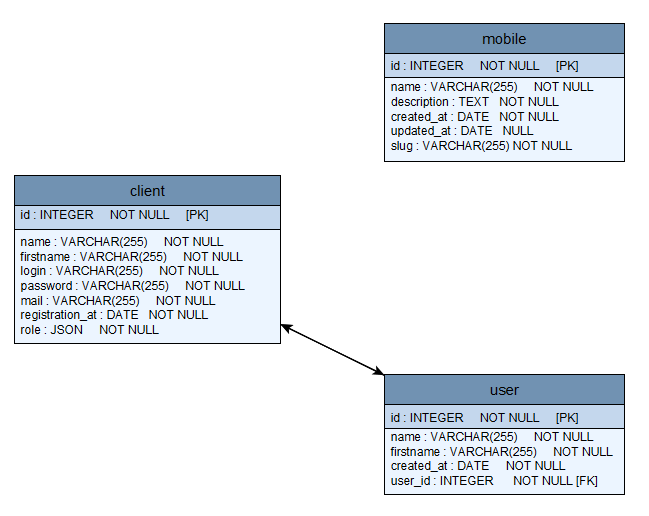 mobile
id : INTEGER NOT NULL [PK]
name : VARCHAR(255) NOT NULL
description : TEXT NOT NULL
created_at : DATE NOT NULL
updated_at : DATE NULL
slug : VARCHAR(255) NOT NULL
client
id : INTEGER NOT NULL [PK]
name : VARCHAR(255) NOT NULL
firstname : VARCHAR(255) NOT NULL
login : VARCHAR(255) NOT NULL
password : VARCHAR(255) NOT NULL
mail : VARCHAR(255) NOT NULL
registration_at : DATE NOT NULL
role : JSON NOT NULL
user
id : INTEGER NOT NULL [PK]
name : VARCHAR(255) NOT NULL
firstname : VARCHAR(255) NOT NULL
created_at : DATE NOT NULL
user_id : INTEGER NOT NULL [FK]